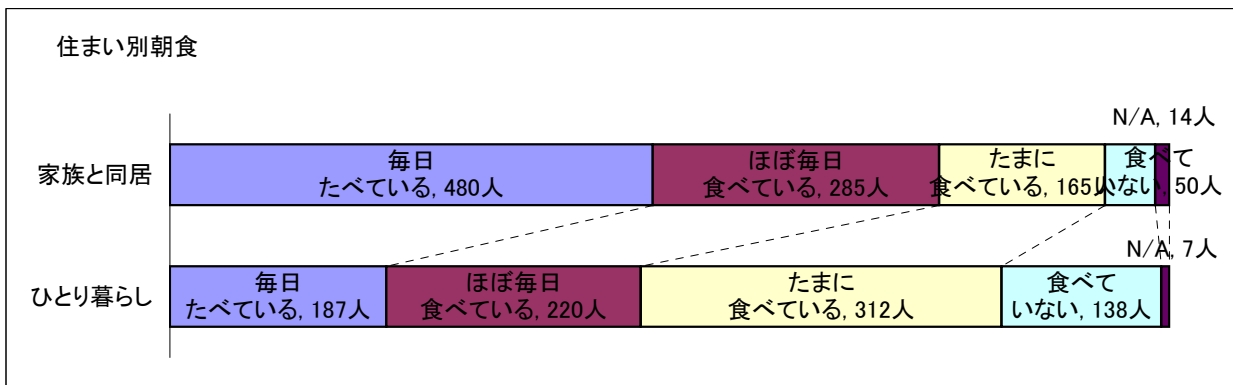 住まい別朝食
N/A, 14人
家族と同居
毎日
たべている, 480人
ほぼ毎日
食べている, 285人
たまに
食べている, 165人
食べて
いない, 50人
N/A, 7人
ひとり暮らし
毎日
たべている, 187人
ほぼ毎日
食べている, 220人
たまに
食べている, 312人
食べて
いない, 138人